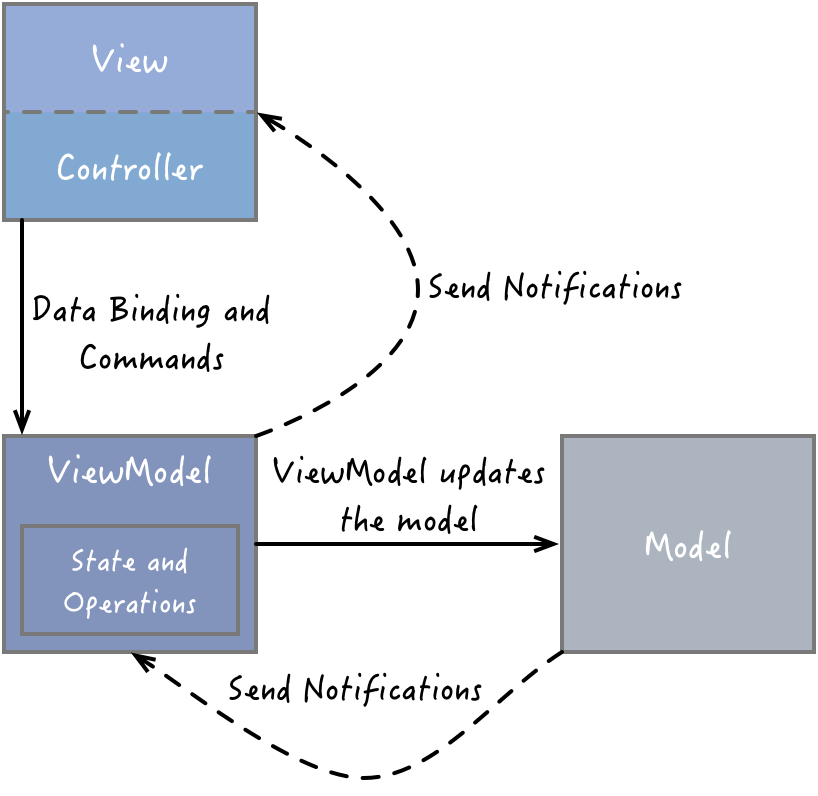 View
Controller
Send Notifications
Data Binding and
Commands
ViewModel
State and
Operations
ViewModel updates
the model
Model
Send Notifications